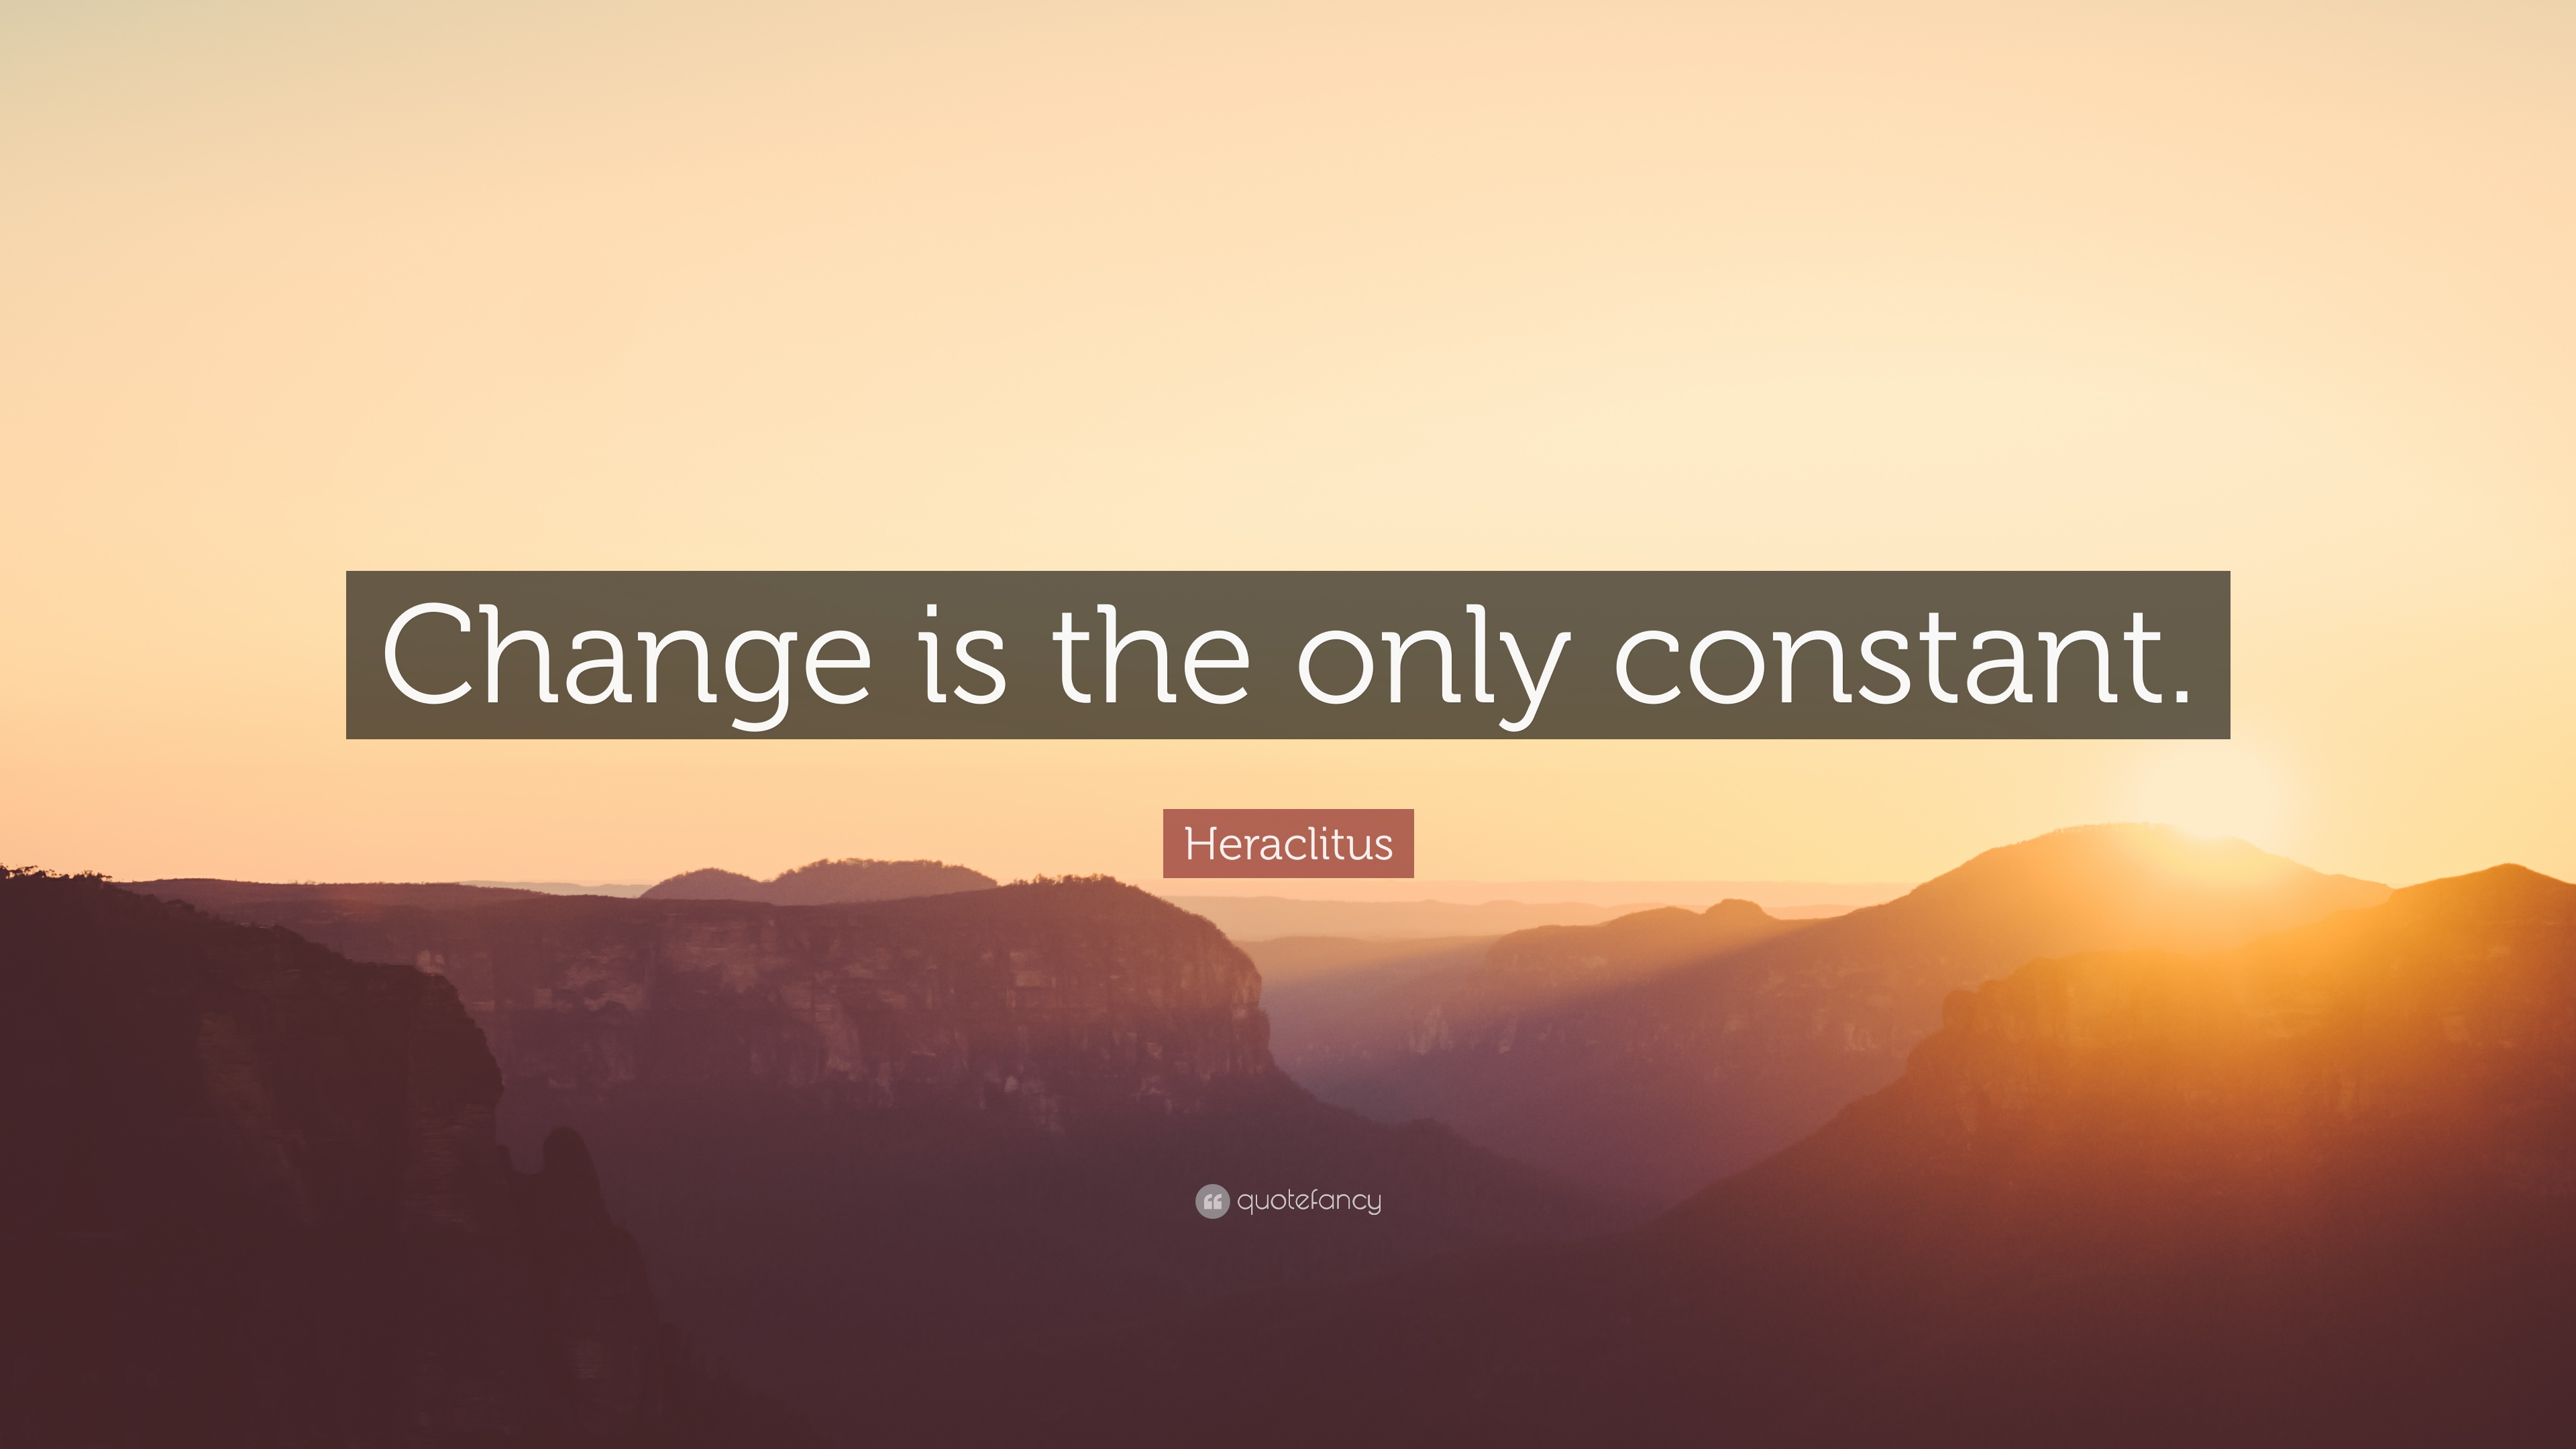 Change is the only constant.
Heraclitus
quotefancy